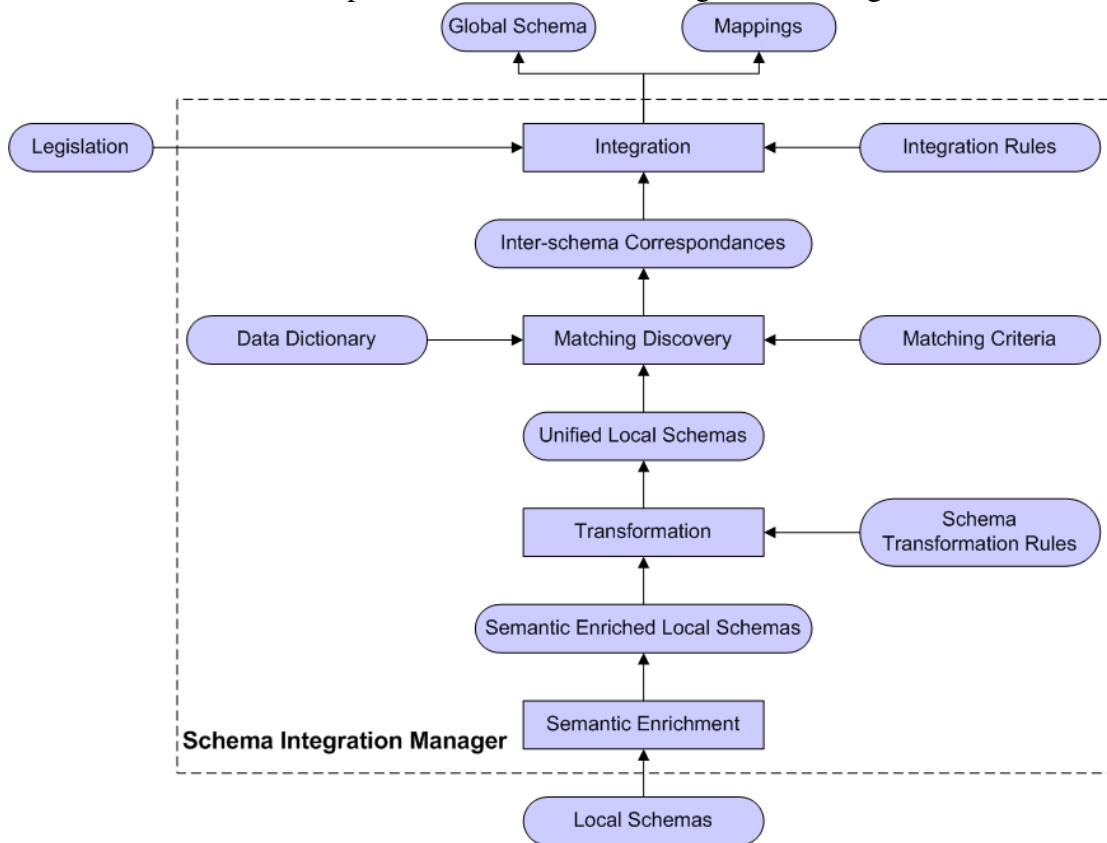 Global Schema
Mappings
Legislation
Integration
Integration Rules
Inter-schema Correspondances
Data Dictionary
Matching Discovery
Matching Criteria
Unified Local Schemas
Transformation
Schema
Transformation Rules
Semantic Enriched Local Schemas
Semantic Enrichment
Schema Integration Manager
Local Schemas